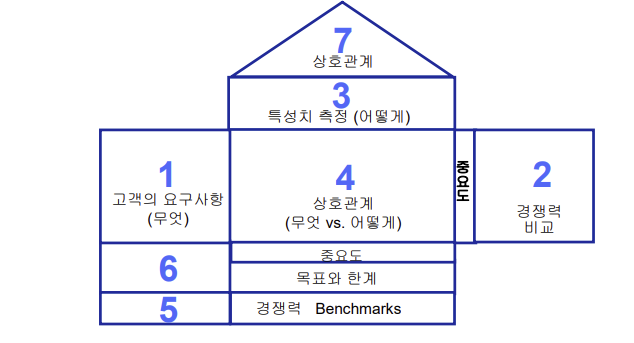 7
상호관계
3
특성치 측정 (어떻게)
1
고객의 요구사항
(무엇)
4
상호관계
(무엇 vs. 어떻게)
중요도
2
경쟁력
비교
중요도
6
목표와 한계
5
경쟁력 Benchmarks